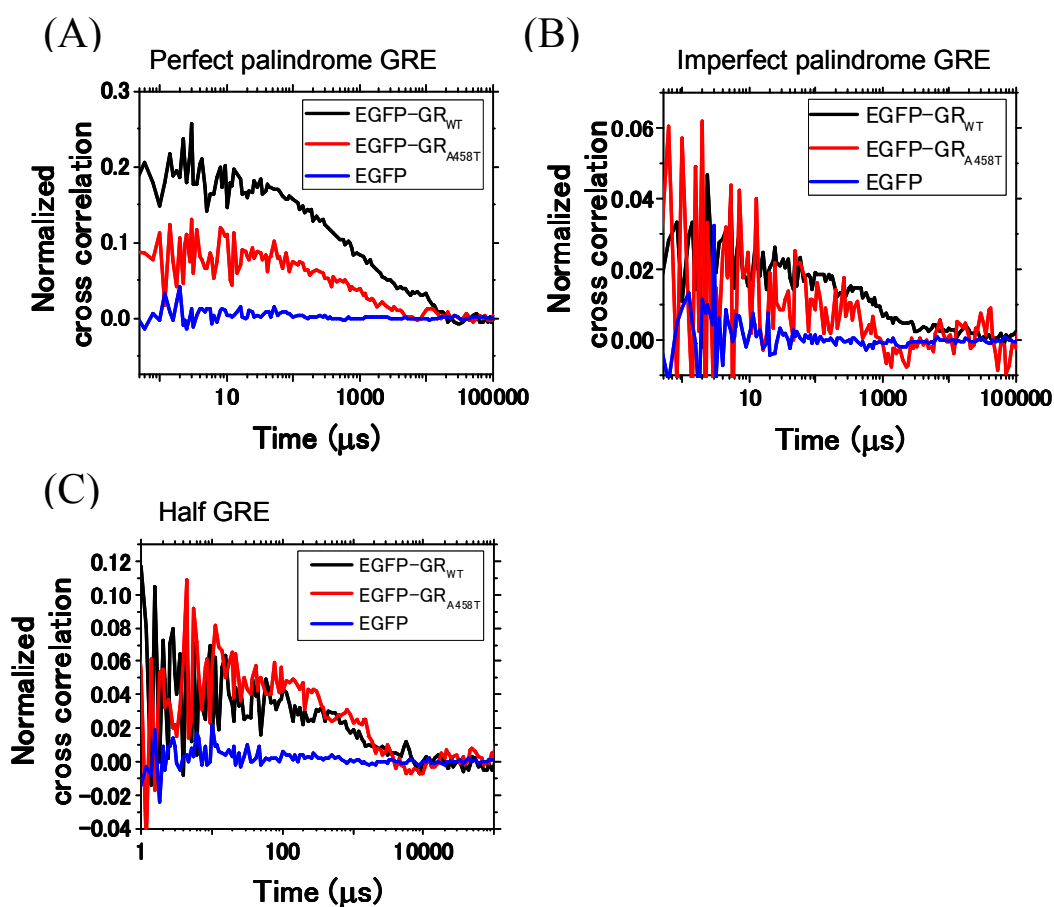 (A)
Perfect palindrome GRE
Normalized
cross correlation
0.3
0.2
0.1
0.0
EGFP-GRWT
EGFP-GRA458T
EGFP
10
1000
100000
Time (μs)
(B)
Imperfect palindrome GRE
Normalized
cross correlation
0.06
0.04
0.02
0.00
EGFP-GRWT
EGFP-GRA458T
EGFP
10
1000
100000
Time (μs)
(C)
Half GRE
Normalized
cross correlation
0.12
0.10
0.08
0.06
0.04
0.02
0.00
-0.02
-0.04
EGFP-GRWT
EGFP-GRA458T
EGFP
1
100
10000
Time (μs)